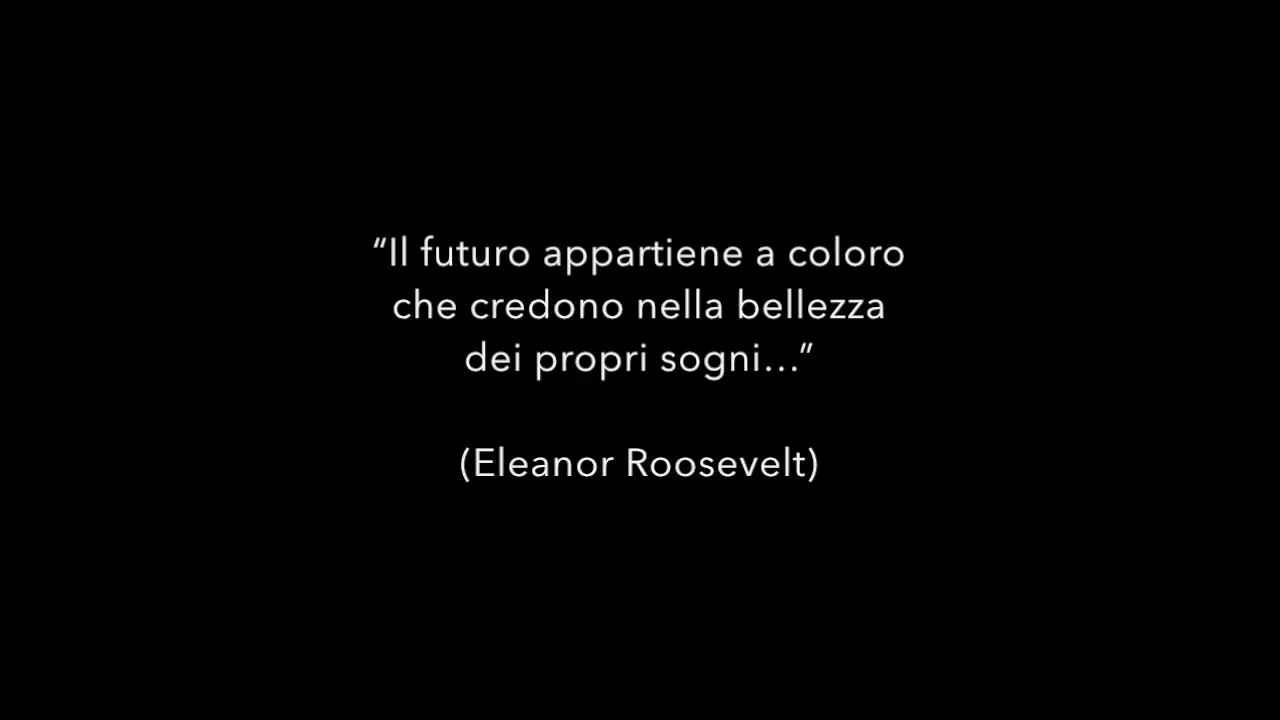 “Il futuro appartiene a coloro
che credono nella bellezza
dei propri sogni...”
(Eleanor Roosevelt)